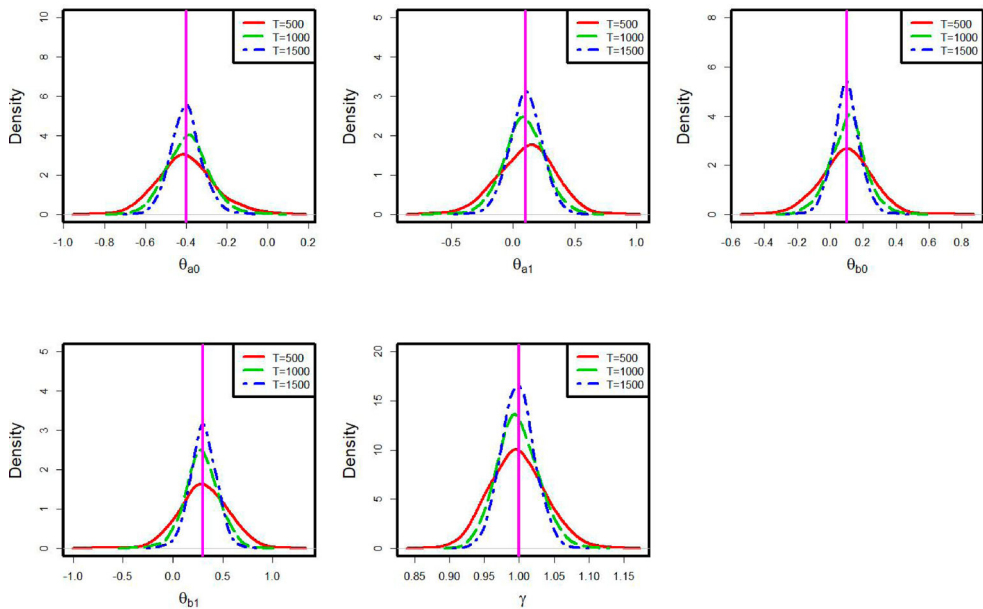 Density
10
8
6
4
2
0
T=500
T=1000
T=1500
-1.0 -0.8 -0.6 -0.4 -0.2 0.0 0.2
θa0
Density
5
4
3
2
1
0
T=500
T=1000
T=1500
-0.5 0.0 0.5 1.0
θa1
Density
8
6
4
2
0
T=500
T=1000
T=1500
-0.6 -0.4 -0.2 0.0 0.2 0.4 0.6 0.8
θb0
Density
5
4
3
2
1
0
T=500
T=1000
T=1500
-1.0 -0.5 0.0 0.5 1.0
θb1
Density
20
15
10
5
0
T=500
T=1000
T=1500
0.85 0.90 0.95 1.00 1.05 1.10 1.15
γ